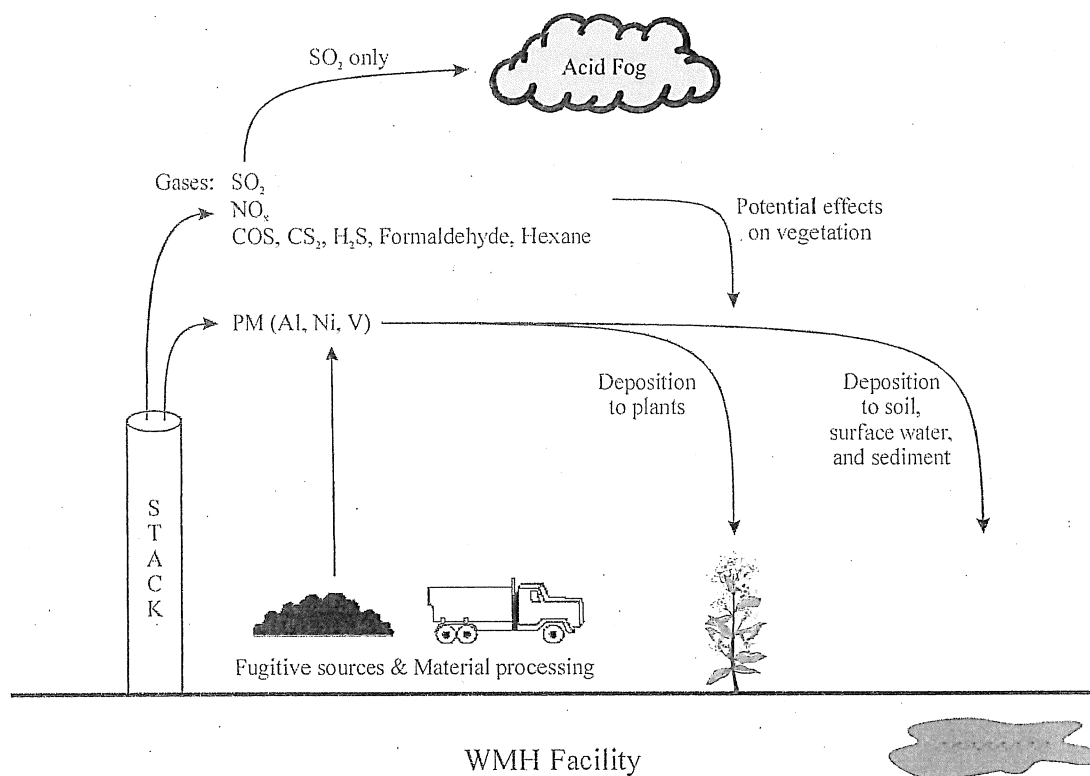 SO₂ only
Acid Fog
Gases: SO₂
NOₓ
COS, CS₂, H₂S, Formaldehyde, Hexane
Potential effects
on vegetation
PM (Al, Ni, V)
Deposition
to plants
Deposition
to soil,
surface water,
and sediment
STACK
Fugitive sources & Material processing
WMH Facility